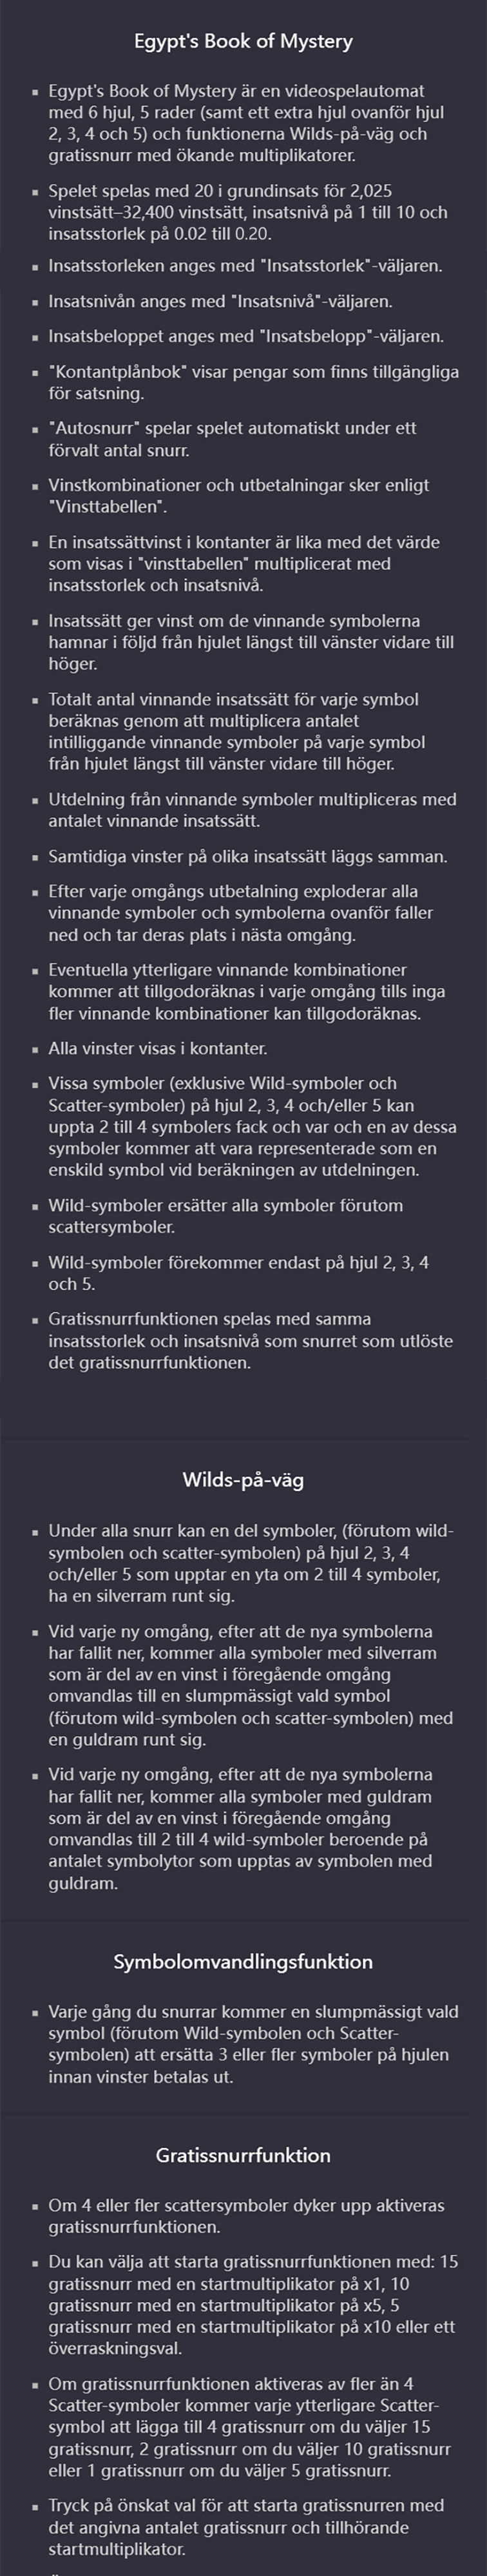 Egypt's Book of Mystery
▪ Egypt's Book of Mystery är en videospelautomat
med 6 hjul, 5 rader (samt ett extra hjul ovanför hjul
2, 3, 4 och 5) och funktionerna Wilds-på-väg och
gratissnurr med ökande multiplikatorer.
▪ Spelet spelas med 20 i grundinsats för 2,025
vinstsätt–32,400 vinstsätt, insatsnivå på 1 till 10 och
insatsstorlek på 0.02 till 0.20.
▪ Insatsstorleken anges med "Insatsstorlek"-väljaren.
▪ Insatsnivån anges med "Insatsnivå"-väljaren.
▪ Insatsbeloppet anges med "Insatsbelopp"-väljaren.
▪ "Kontantplånbok" visar pengar som finns tillgängliga
för satsning.
▪ "Autosnurr" spelar spelet automatiskt under ett
förvalt antal snurr.
▪ Vinstkombinationer och utbetalningar sker enligt
"Vinsttabellen".
▪ En insatssättvinst i kontanter är lika med det värde
som visas i "vinsttabellen" multiplicerat med
insatsstorlek och insatsnivå.
▪ Insatssätt ger vinst om de vinnande symbolerna
hamnar i följd från hjulet längst till vänster vidare till
höger.
▪ Totalt antal vinnande insatssätt för varje symbol
beräknas genom att multiplicera antalet
intilliggande vinnande symboler på varje symbol
från hjulet längst till vänster vidare till höger.
▪ Utdelning från vinnande symboler multipliceras med
antalet vinnande insatssätt.
▪ Samtidiga vinster på olika insatssätt läggs samman.
▪ Efter varje omgångs utbetalning exploderar alla
vinnande symboler och symbolerna ovanför faller
ned och tar deras plats i nästa omgång.
▪ Eventuella ytterligare vinnande kombinationer
kommer att tillgodoräknas i varje omgång tills inga
fler vinnande kombinationer kan tillgodoräknas.
▪ Alla vinster visas i kontanter.
▪ Vissa symboler (exklusive Wild-symboler och
Scatter-symboler) på hjul 2, 3, 4 och/eller 5 kan
uppta 2 till 4 symbolers fack och var och en av dessa
symboler kommer att vara representerade som en
enskild symbol vid beräkningen av utdelningen.
▪ Wild-symboler ersätter alla symboler förutom
scattersymboler.
▪ Wild-symboler förekommer endast på hjul 2, 3, 4
och 5.
▪ Gratissnurrfunktionen spelas med samma
insatsstorlek och insatsnivå som snurret som utlöste
det gratissnurrfunktionen.
Wilds-på-väg
▪ Under alla snurr kan en del symboler, (förutom wild-
symbolen och scatter-symbolen) på hjul 2, 3, 4
och/eller 5 som upptar en yta om 2 till 4 symboler,
ha en silverram runt sig.
▪ Vid varje ny omgång, efter att de nya symbolerna
har fallit ner, kommer alla symboler med silverram
som är del av en vinst i föregående omgång
omvandlas till en slumpmässigt vald symbol
(förutom wild-symbolen och scatter-symbolen) med
en guldram runt sig.
▪ Vid varje ny omgång, efter att de nya symbolerna
har fallit ner, kommer alla symboler med guldram
som är del av en vinst i föregående omgång
omvandlas till 2 till 4 wild-symboler beroende på
antalet symbolytor som upptas av symbolen med
guldram.
Symbolomvandlingsfunktion
▪ Varje gång du snurrar kommer en slumpmässigt vald
symbol (förutom Wild-symbolen och Scatter-
symbolen) att ersätta 3 eller fler symboler på hjulen
innan vinster betalas ut.
Gratissnurrfunktion
▪ Om 4 eller fler scattersymboler dyker upp aktiveras
gratissnurrfunktionen.
▪ Du kan välja att starta gratissnurrfunktionen med: 15
gratissnurr med en startmultiplikator på x1, 10
gratissnurr med en startmultiplikator på x5, 5
gratissnurr med en startmultiplikator på x10 eller ett
överraskningsval.
▪ Om gratissnurrfunktionen aktiveras av fler än 4
Scatter-symboler kommer varje ytterligare Scatter-
symbol att lägga till 4 gratissnurr om du väljer 15
gratissnurr, 2 gratissnurr om du väljer 10 gratissnurr
eller 1 gratissnurr om du väljer 5 gratissnurr.
▪ Tryck på önskat val för att starta gratissnurren med
det angivna antalet gratissnurr och tillhörande
startmultiplikator.